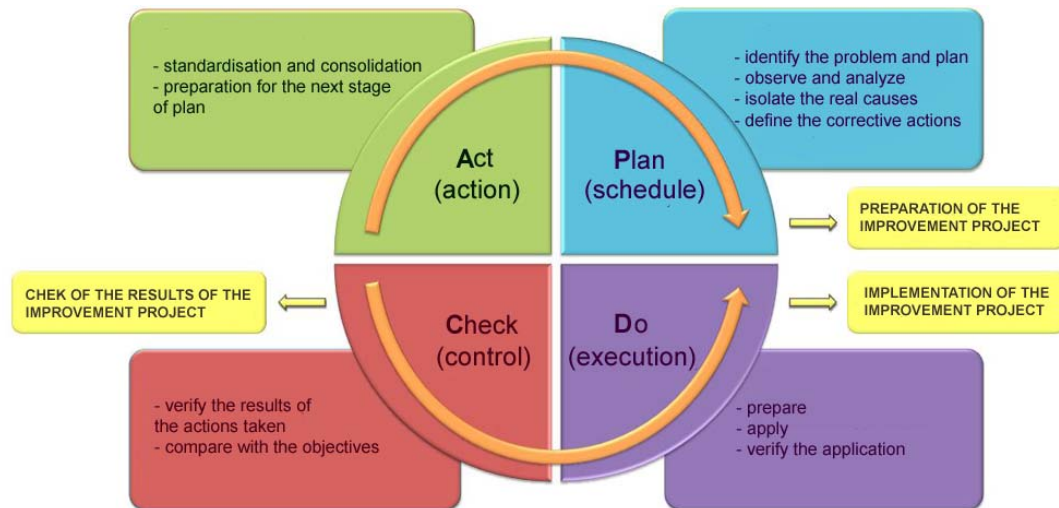 - standardisation and consolidation
- preparation for the next stage
of plan
- identify the problem and plan
- observe and analyze
- isolate the real causes
- define the corrective actions
Act
(action)
Plan
(schedule)
PREPARATION OF THE
IMPROVEMENT PROJECT
CHEK OF THE RESULTS OF THE
IMPROVEMENT PROJECT
Check
(control)
Do
(execution)
IMPLEMENTATION OF THE
IMPROVEMENT PROJECT
- verify the results of
the actions taken
- compare with the objectives
- prepare
- apply
- verify the application